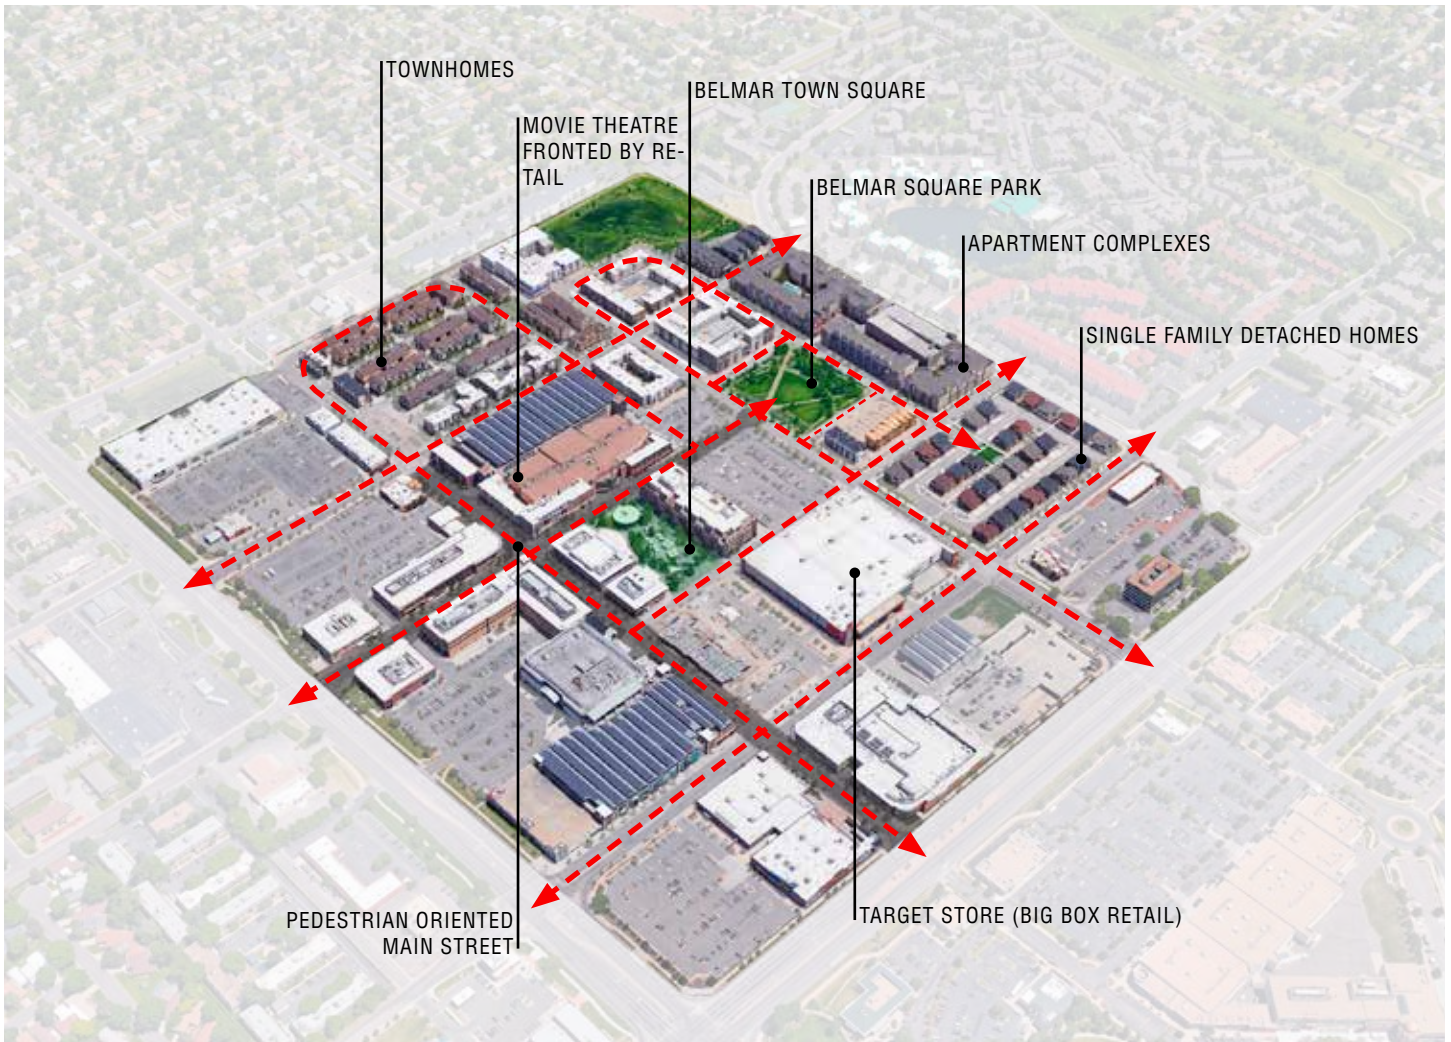 TOWNHOMES
BELMAR TOWN SQUARE
MOVIE THEATRE
FRONTED BY RE-
TAIL
BELMAR SQUARE PARK
APARTMENT COMPLEXES
SINGLE FAMILY DETACHED HOMES
PEDESTRIAN ORIENTED
MAIN STREET
TARGET STORE (BIG BOX RETAIL)